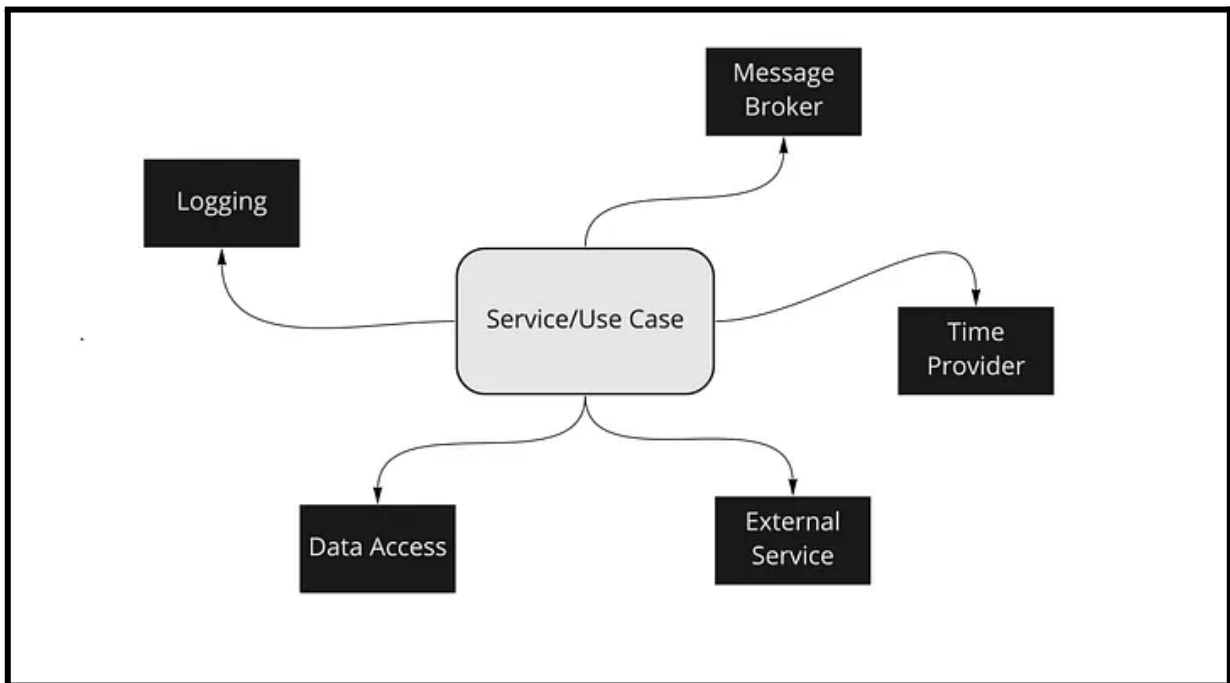 Message
Broker
Logging
Service/Use Case
Time
Provider
Data Access
External
Service